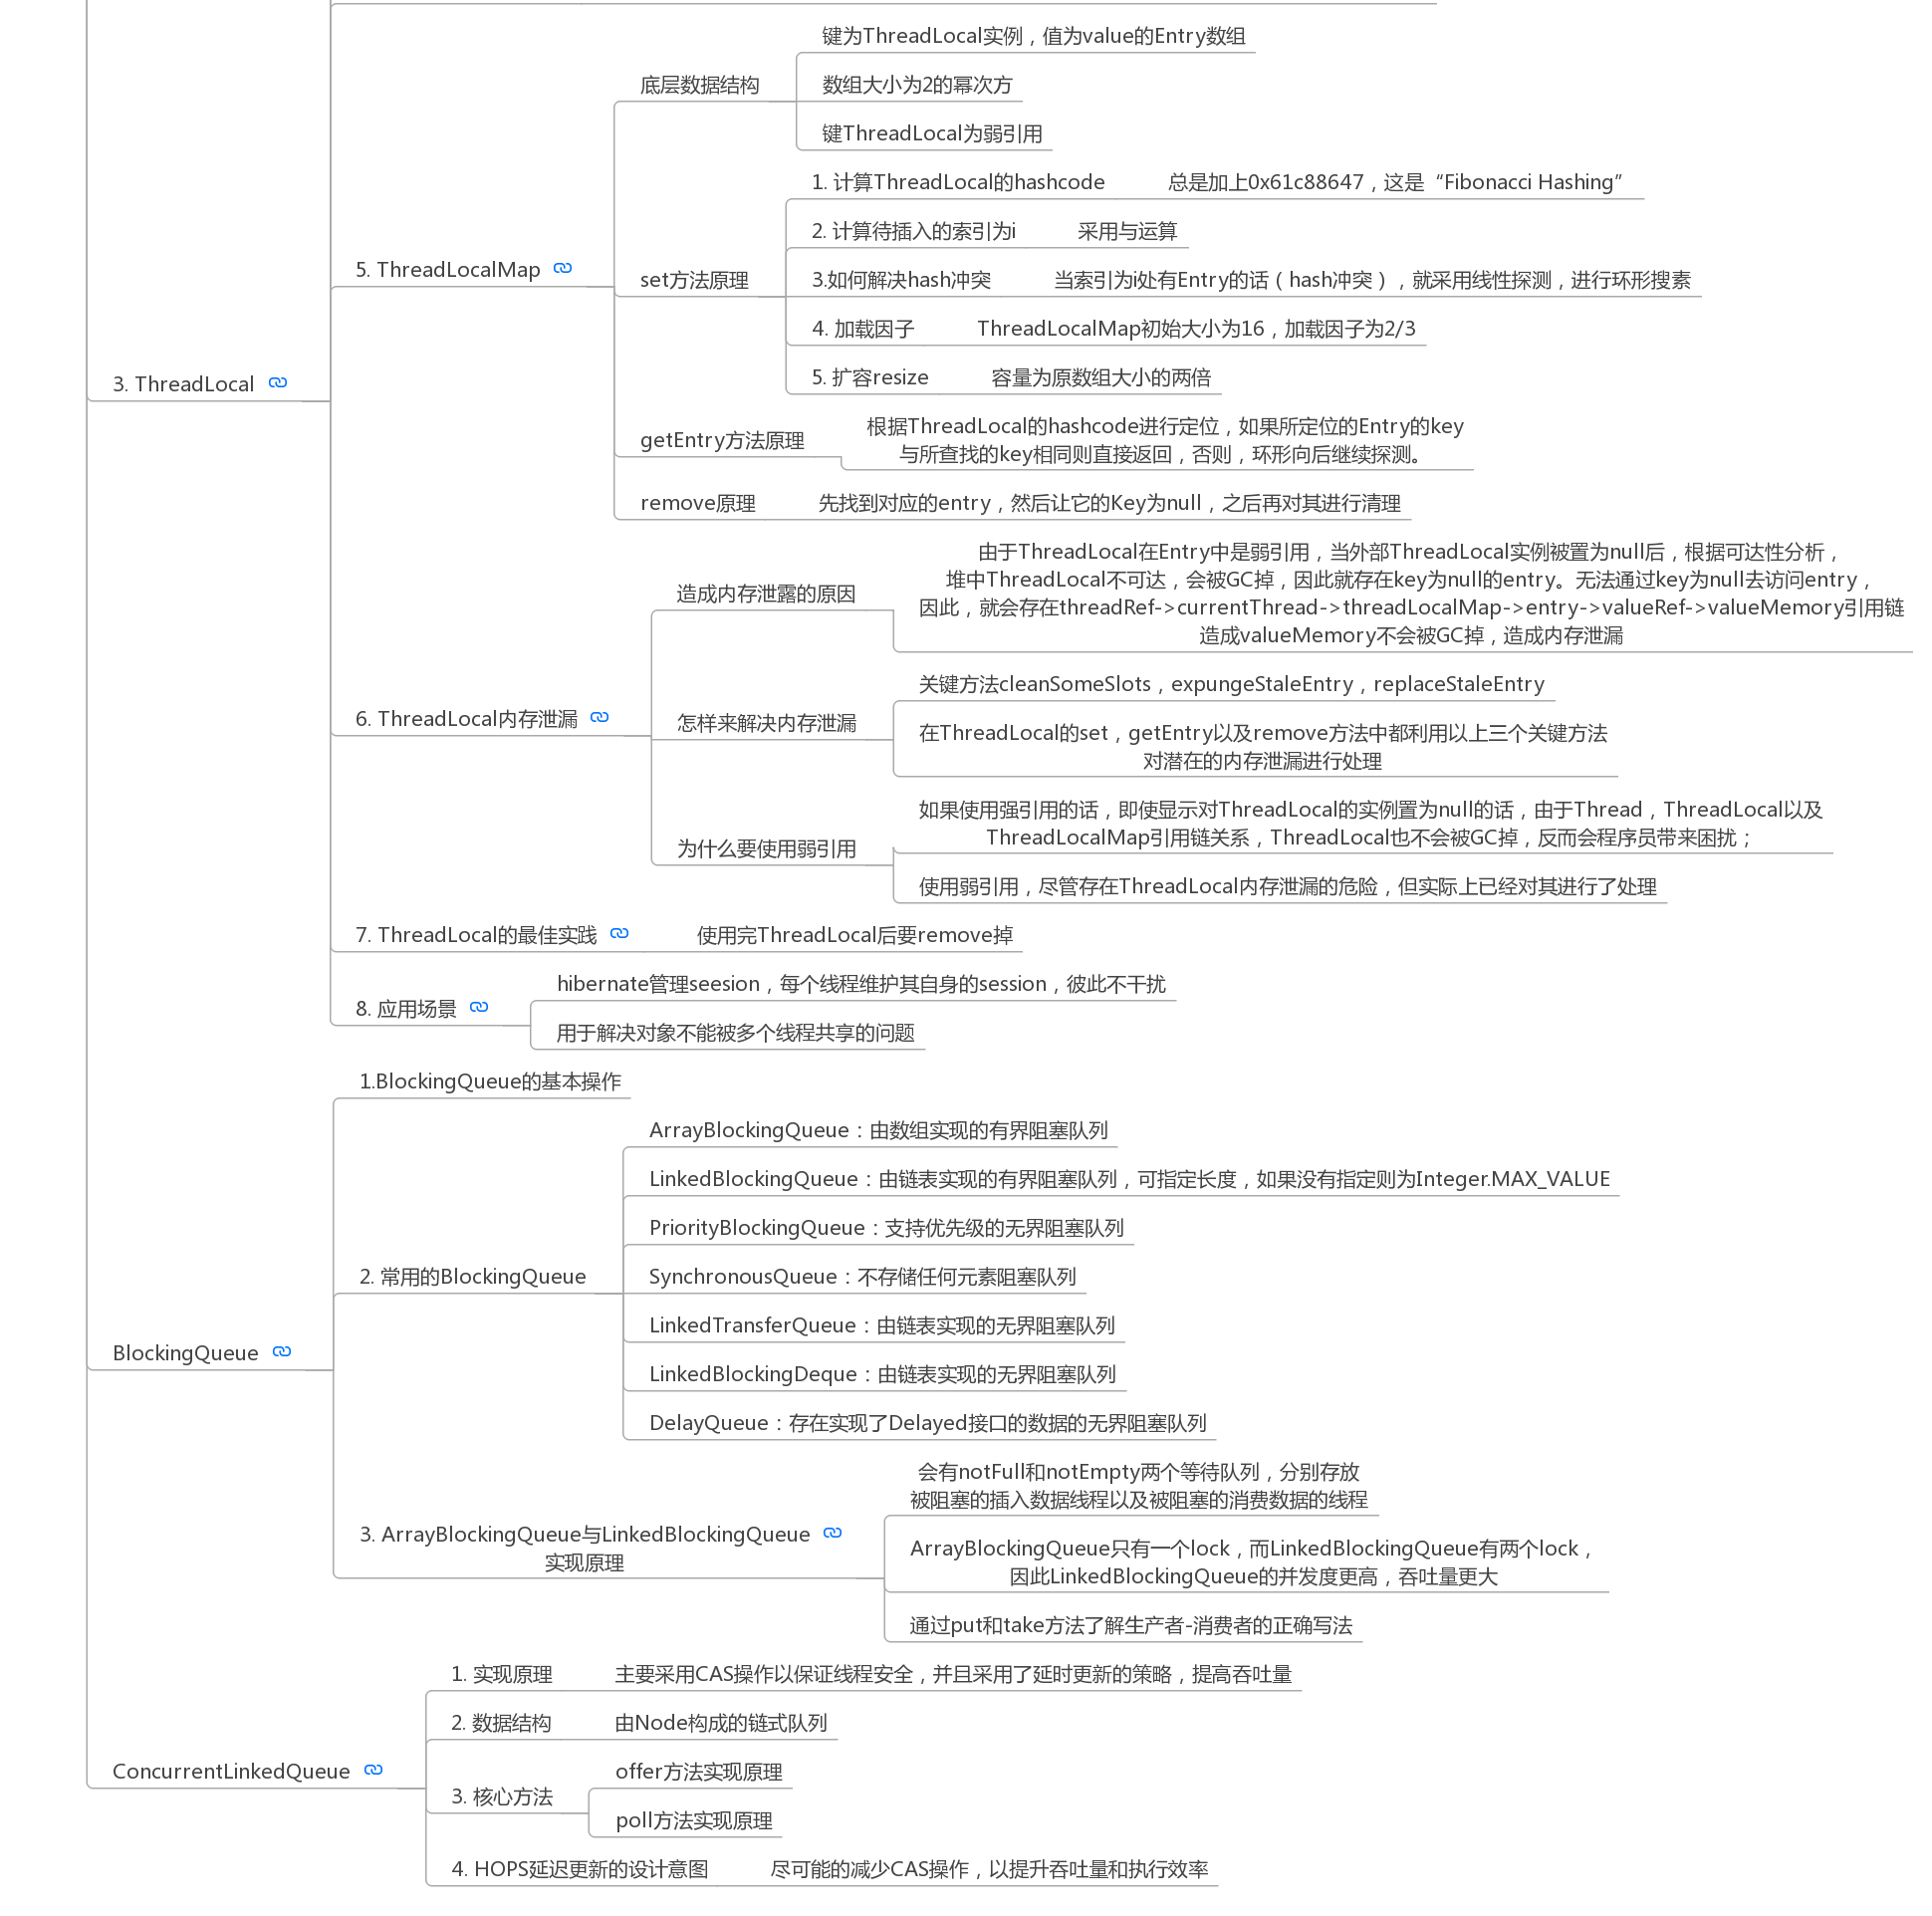 键为ThreadLocal实例，值为value的Entry数组
底层数据结构
数组大小为2的幂次方
键ThreadLocal为弱引用
1. 计算ThreadLocal的hashcode
总是加上0x61c88647，这是“Fibonacci Hashing”
2. 计算待插入的索引为i
采用与运算
5. ThreadLocalMap
set方法原理
3.如何解决hash冲突
当索引为i处有Entry的话（hash冲突），就采用线性探测，进行环形搜素
4. 加载因子
ThreadLocalMap初始大小为16，加载因子为2/3
3. ThreadLocal
5. 扩容resize
容量为原数组大小的两倍
getEntry方法原理
根据ThreadLocal的hashcode进行定位，如果所定位的Entry的key
与所查找的key相同则直接返回，否则，环形向后继续探测。
remove原理
先找到对应的entry，然后让它的Key为null，之后再对其进行清理
造成内存泄露的原因
由于ThreadLocal在Entry中是弱引用，当外部ThreadLocal实例被置为null后，根据可达性分析，
堆中ThreadLocal不可达，会被GC掉，因此就存在key为null的entry。无法通过key为null去访问entry，
因此，就会存在threadRef->currentThread->threadLocalMap->entry->valueRef->valueMemory引用链
造成valueMemory不会被GC掉，造成内存泄漏
6. ThreadLocal内存泄漏
怎样来解决内存泄漏
关键方法cleanSomeSlots，expungeStaleEntry，replaceStaleEntry
在ThreadLocal的set，getEntry以及remove方法中都利用以上三个关键方法
对潜在的内存泄漏进行处理
为什么要使用弱引用
如果使用强引用的话，即使显示对ThreadLocal的实例置为null的话，由于Thread，ThreadLocal以及
ThreadLocalMap引用链关系，ThreadLocal也不会被GC掉，反而会程序员带来困扰；
使用弱引用，尽管存在ThreadLocal内存泄漏的危险，但实际上已经对其进行了处理
7. ThreadLocal的最佳实践
使用完ThreadLocal后要remove掉
8. 应用场景
hibernate管理seesion，每个线程维护其自身的session，彼此不干扰
用于解决对象不能被多个线程共享的问题
1.BlockingQueue的基本操作
ArrayBlockingQueue：由数组实现的有界阻塞队列
LinkedBlockingQueue：由链表实现的有界阻塞队列，可指定长度，如果没有指定则为Integer.MAX_VALUE
PriorityBlockingQueue：支持优先级的无界阻塞队列
2. 常用的BlockingQueue
SynchronousQueue：不存储任何元素阻塞队列
LinkedTransferQueue：由链表实现的无界阻塞队列
BlockingQueue
LinkedBlockingDeque：由链表实现的无界阻塞队列
DelayQueue：存在实现了Delayed接口的数据的无界阻塞队列
3. ArrayBlockingQueue与LinkedBlockingQueue
实现原理
会有notFull和notEmpty两个等待队列，分别存放
被阻塞的插入数据线程以及被阻塞的消费数据的线程
ArrayBlockingQueue只有一个lock，而LinkedBlockingQueue有两个lock，
因此LinkedBlockingQueue的并发度更高，吞吐量更大
通过put和take方法了解生产者-消费者的正确写法
1. 实现原理
主要采用CAS操作以保证线程安全，并且采用了延时更新的策略，提高吞吐量
2. 数据结构
由Node构成的链式队列
ConcurrentLinkedQueue
3. 核心方法
offer方法实现原理
poll方法实现原理
4. HOPS延迟更新的设计意图
尽可能的减少CAS操作，以提升吞吐量和执行效率